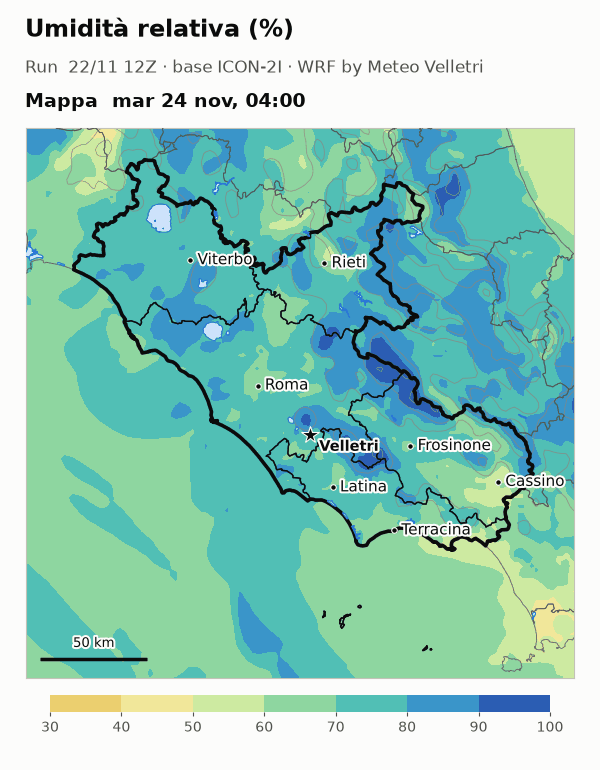 Umidità relativa (%)
Run  22/11 12Z · base ICON-2I · WRF by Meteo Velletri
Mappa  mar 24 nov, 04:00
Viterbo
Rieti
Roma
Velletri
Frosinone
Cassino
Latina
Terracina
50 km
30 40 50 60 70 80 90 100